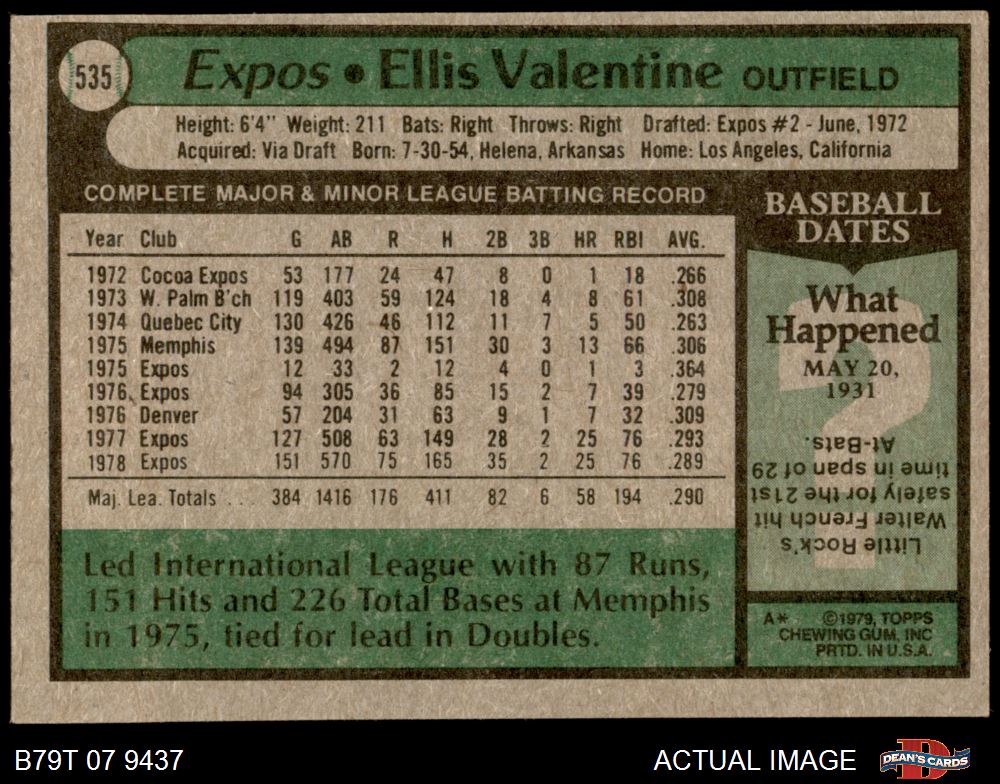 535
Expos • Ellis Valentine OUTFIELD
Height: 6'4" Weight: 211 Bats: Right Throws: Right Drafted: Expos #2 - June, 1972
Acquired: Via Draft Born: 7-30-54, Helena, Arkansas Home: Los Angeles, California
COMPLETE MAJOR & MINOR LEAGUE BATTING RECORD
Year Club G AB R H 2B 3B HR RBI AVG.
1972 Cocoa Expos 53 177 24 47 8 0 1 18 .266
1973 W. Palm B'ch 119 403 59 124 18 4 8 61 .308
1974 Quebec City 130 426 46 112 11 7 5 50 .263
1975 Memphis 139 494 87 151 30 3 13 66 .306
1975 Expos 12 33 2 12 4 0 1 3 .364
1976 Expos 94 305 36 85 15 2 7 39 .279
1976 Denver 57 204 31 63 9 1 7 32 .309
1977 Expos 127 508 63 149 28 2 25 76 .293
1978 Expos 151 570 75 165 35 2 25 76 .289
Maj. Lea. Totals ... 384 1416 176 411 82 6 58 194 .290
Led International League with 87 Runs,
151 Hits and 226 Total Bases at Memphis
in 1975, tied for lead in Doubles.
BASEBALL
DATES
What
Happened
MAY 20,
1931
Little Rock's
Walter French hit
safely for the 21st
time in span of 29
At-Bats.
A* ©1979, TOPPS
CHEWING GUM, INC
PRTD. IN U.S.A.
B79T 07 9437
ACTUAL IMAGE
D
DEAN'S CARDS